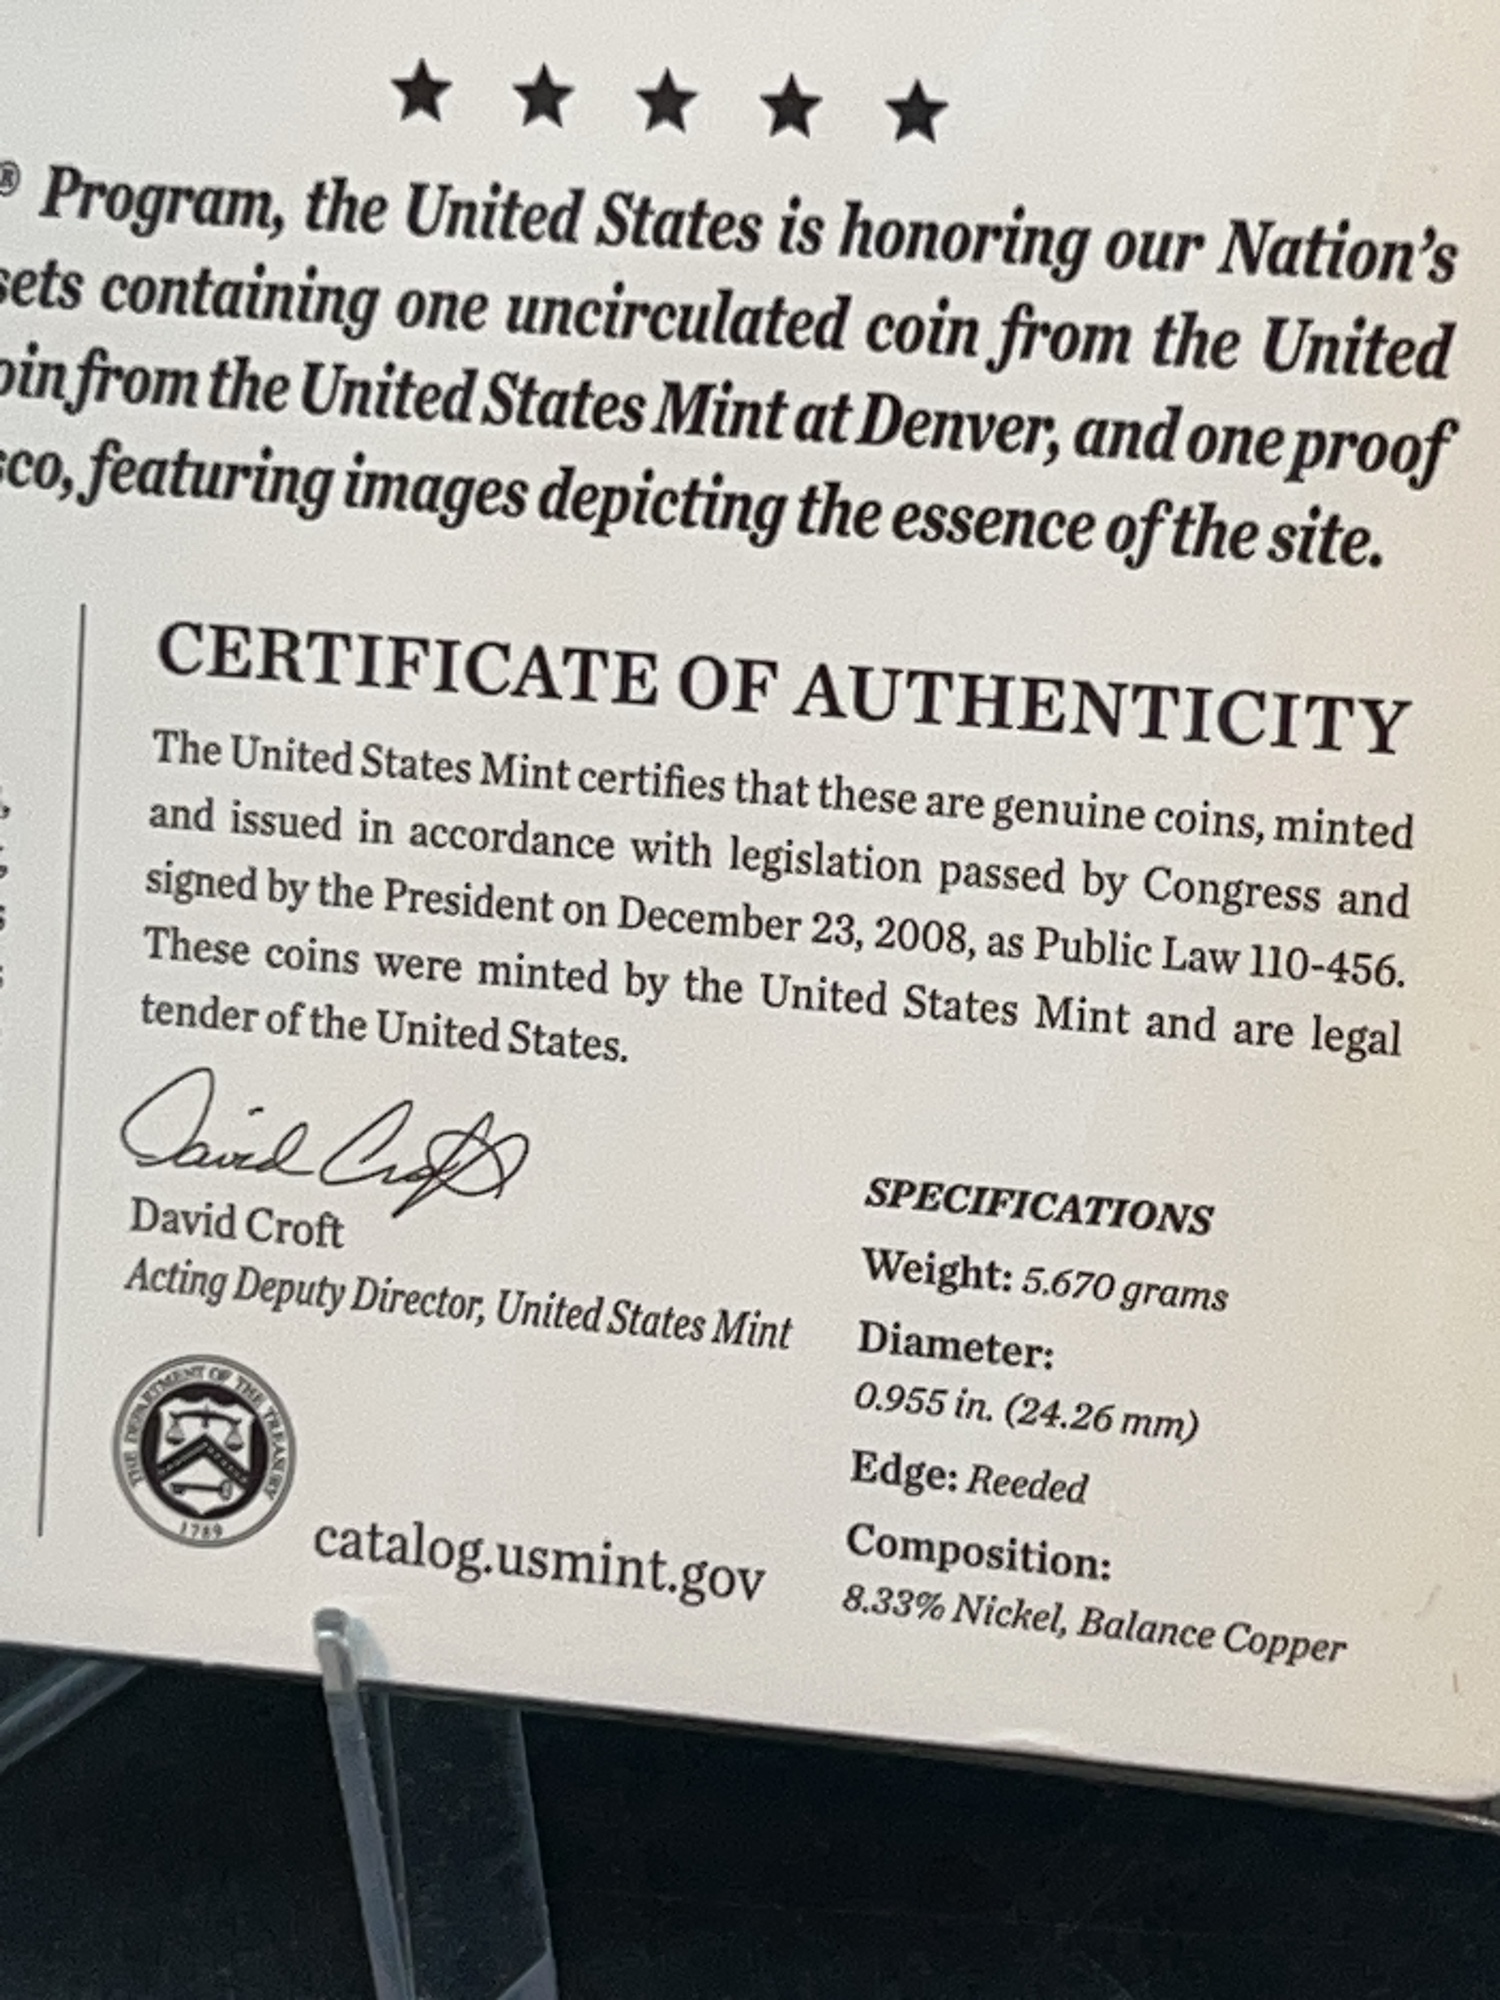 ® Program, the United States is honoring our Nation's
sets containing one uncirculated coin from the United
from the United States Mint at Denver, and one proof
featuring images depicting the essence of the site.
CERTIFICATE OF AUTHENTICITY
The United States Mint certifies that these are genuine coins, minted
and issued in accordance with legislation passed by Congress and
signed by the President on December 23, 2008, as Public Law 110-456.
These coins were minted by the United States Mint and are legal
tender of the United States.
David Croft
David Croft
Acting Deputy Director, United States Mint
THE DEPARTMENT OF THE TREASURY
1789
catalog.usmint.gov
SPECIFICATIONS
Weight: 5.670 grams
Diameter:
0.955 in. (24.26 mm)
Edge: Reeded
Composition:
8.33% Nickel, Balance Copper